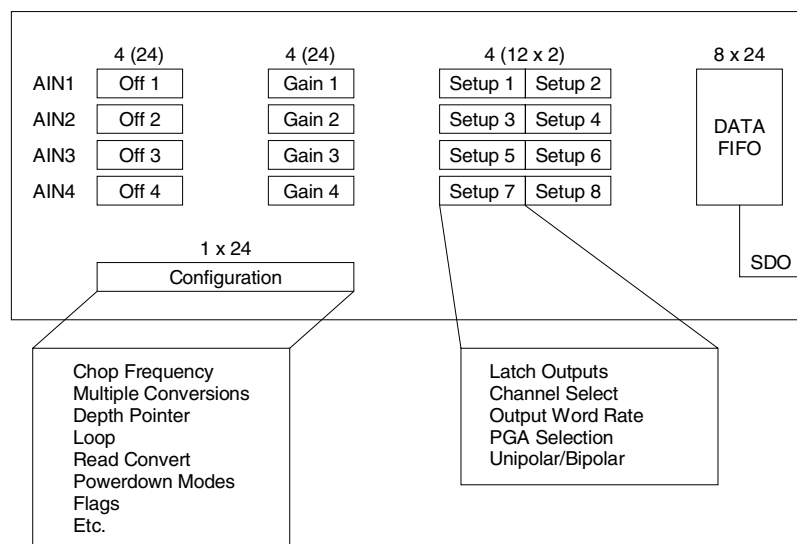 4 (24) 4 (24) 4 (12 x 2) 8 x 24
AIN1 Off 1 Gain 1 Setup 1 Setup 2
AIN2 Off 2 Gain 2 Setup 3 Setup 4
AIN3 Off 3 Gain 3 Setup 5 Setup 6
AIN4 Off 4 Gain 4 Setup 7 Setup 8
DATA
FIFO
SDO
1 x 24
Configuration
Chop Frequency
Multiple Conversions
Depth Pointer
Loop
Read Convert
Powerdown Modes
Flags
Etc.
Latch Outputs
Channel Select
Output Word Rate
PGA Selection
Unipolar/Bipolar